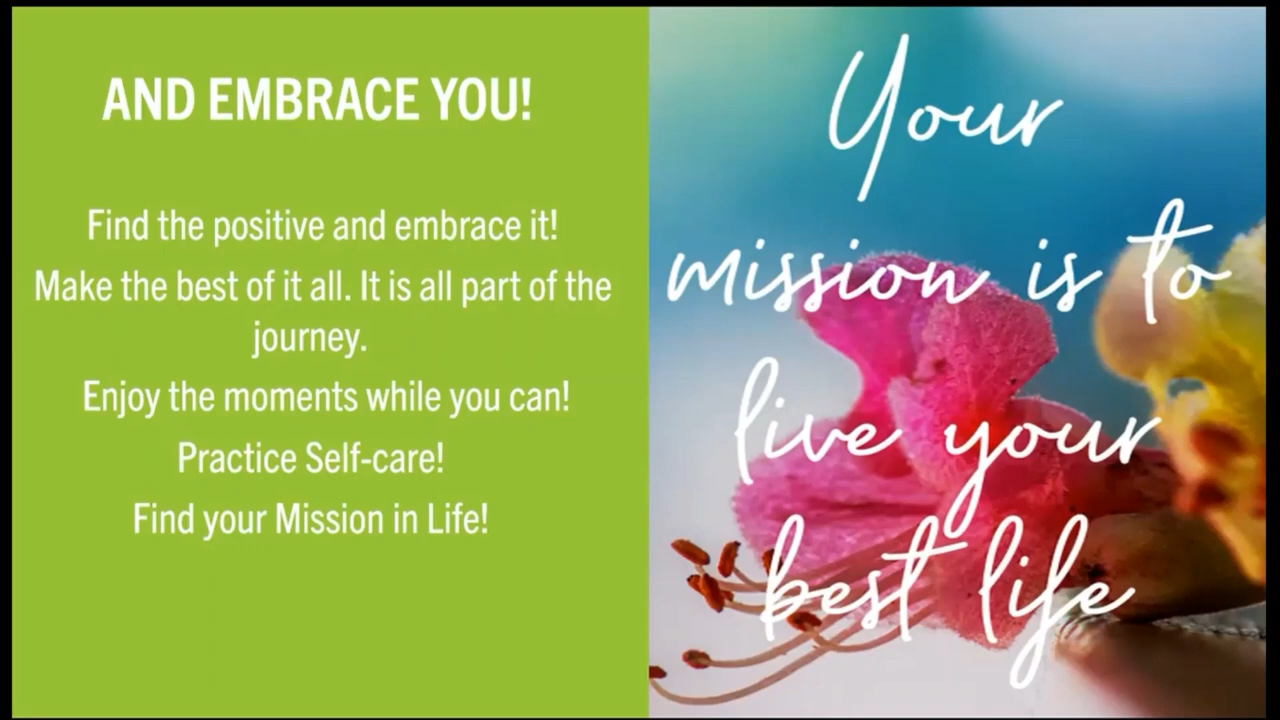 AND EMBRACE YOU!
Find the positive and embrace it!
Make the best of it all. It is all part of the
journey.
Enjoy the moments while you can!
Practice Self-care!
Find your Mission in Life!
Your
mission is to
live your
best life